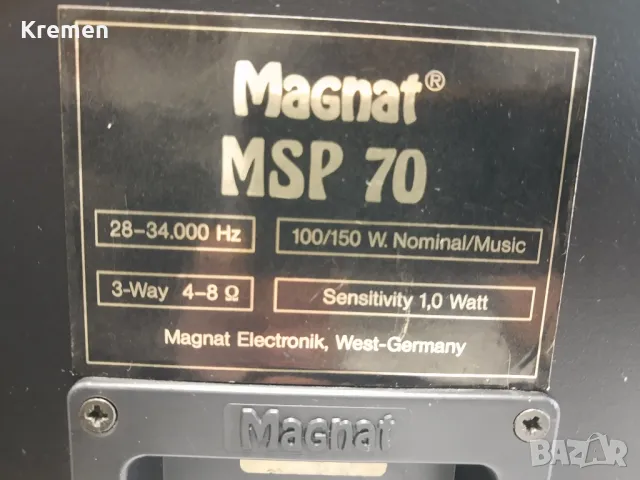 Kremen
Magnat®
MSP 70
28-34.000 Hz
100/150 W. Nominal/Music
3-Way 4-8 Ω
Sensitivity 1,0 Watt
Magnat Electronik, West-Germany
Magnat
BAZAR